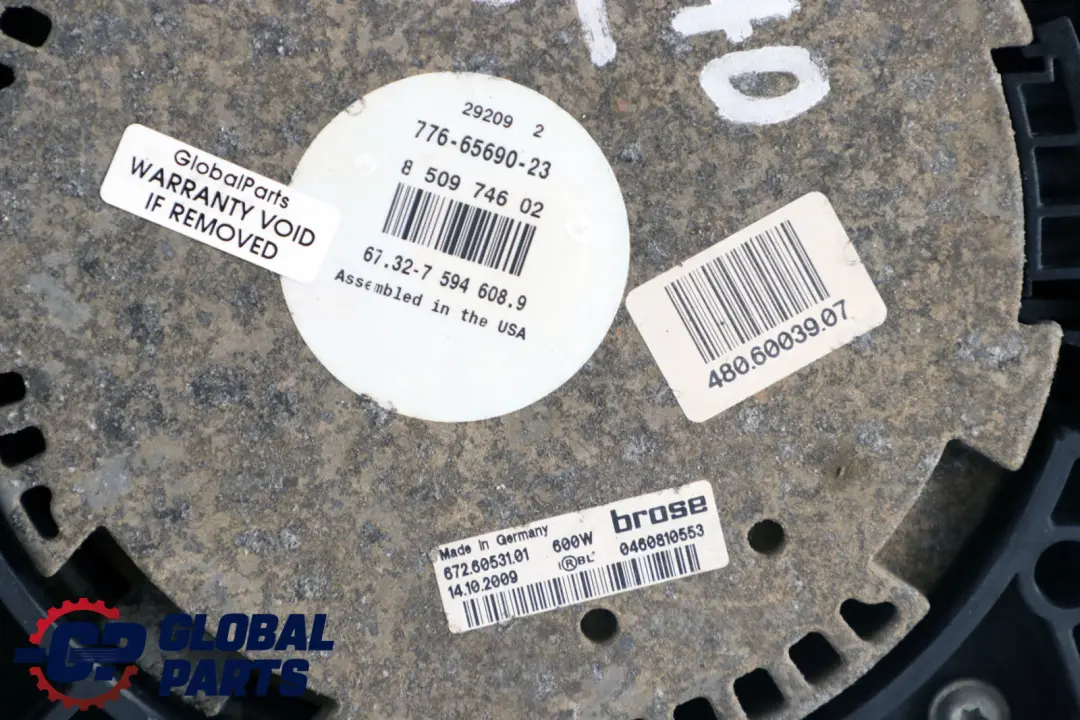 29209 2
776-65690-23
8 509 746 02
67.32-7 594 608.9
Assembled in the USA
GlobalParts
WARRANTY VOID
IF REMOVED
480.60039.07
Made in Germany
672.60531.01 600W brose
14.10.2009 BL 0460810553
GP GLOBAL
PARTS